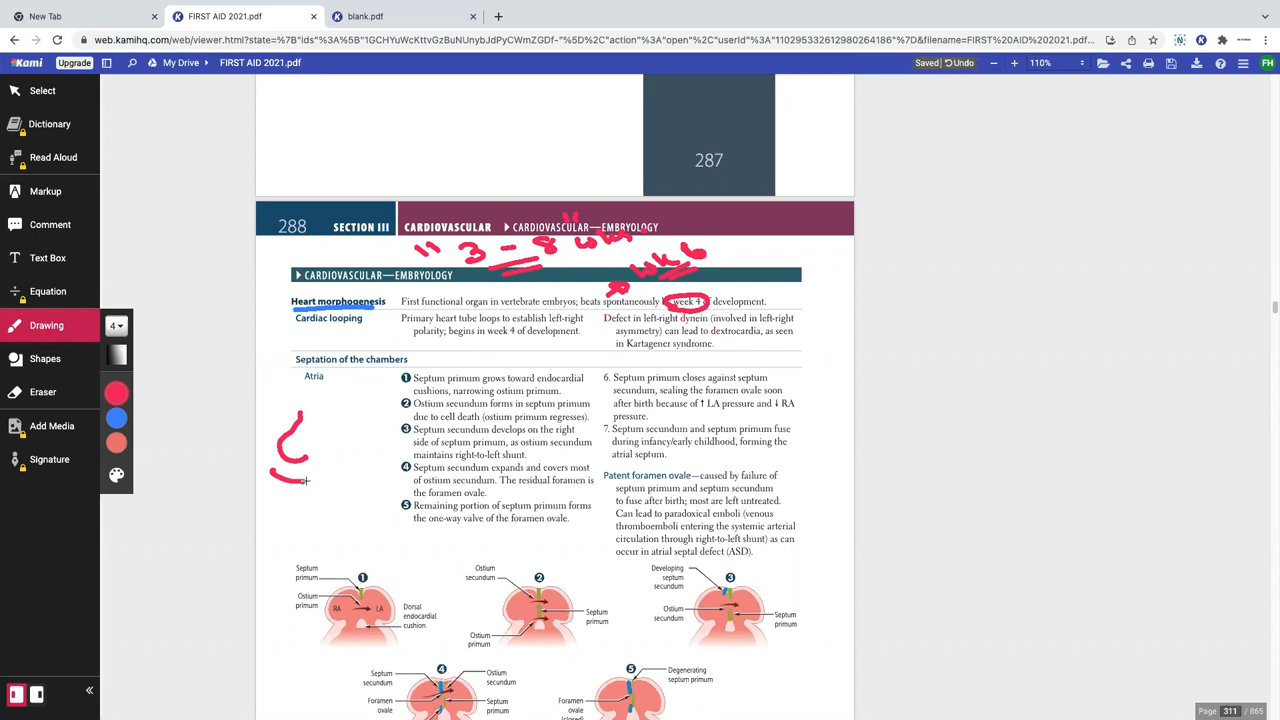 New Tab
FIRST AID 2021.pdf
blank.pdf
web.kamihq.com/web/viewer.html?state=%7B"ids"%3A%5B"1GCHYuWcKttvGzBuNUnybJdPyCWmZGDf-"%5D%2C"action"%3A"open"%2C"userId"%3A"110295332612980264186"%7D&filename=FIRST%20AID%202021.pdf...
Kami
Upgrade
My Drive
FIRST AID 2021.pdf
Saved
Undo
110%
FH
Select
Dictionary
Read Aloud
Markup
Comment
Text Box
Equation
Drawing
Shapes
Eraser
Add Media
Signature
4
287
288 SECTION III CARDIOVASCULAR CARDIOVASCULAR—EMBRYOLOGY
" 3 - 8
6
CARDIOVASCULAR—EMBRYOLOGY
Heart morphogenesis First functional organ in vertebrate embryos; beats spontaneously by week 4 of development.
Cardiac looping
Primary heart tube loops to establish left-right
polarity; begins in week 4 of development.
Defect in left-right dynein (involved in left-right
asymmetry) can lead to dextrocardia, as seen
in Kartagener syndrome.
Septation of the chambers
Atria
1 Septum primum grows toward endocardial
cushions, narrowing ostium primum.
2 Ostium secundum forms in septum primum
due to cell death (ostium primum regresses).
3 Septum secundum develops on the right
side of septum primum, as ostium secundum
maintains right-to-left shunt.
4 Septum secundum expands and covers most
of ostium secundum. The residual foramen is
the foramen ovale.
5 Remaining portion of septum primum forms
the one-way valve of the foramen ovale.
6. Septum primum closes against septum
secundum, sealing the foramen ovale soon
after birth because of ↑ LA pressure and ↓ RA
pressure.
7. Septum secundum and septum primum fuse
during infancy/early childhood, forming the
atrial septum.
Patent foramen ovale—caused by failure of
septum primum and septum secundum
to fuse after birth; most are left untreated.
Can lead to paradoxical emboli (venous
thromboemboli entering the systemic arterial
circulation through right-to-left shunt) as can
occur in atrial septal defect (ASD).
Septum
primum
1
Ostium
primum
RA
LA
Dorsal
endocardial
cushion
Ostium
secundum
2
Septum
primum
Ostium
primum
Developing
septum
secundum
3
Ostium
secundum
Septum
primum
Septum
secundum
4
Ostium
secundum
Foramen
ovale
Septum
primum
5
Degenerating
septum primum
Foramen
ovale
(closed)
Page 311 / 865